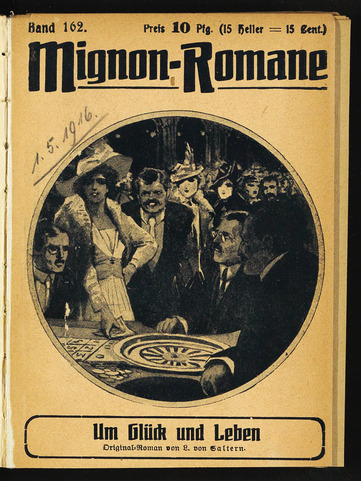 Band 162.
Preis 10 Pfg. (15 Heller = 15 Cent.)
Mignon-Romane
1. 5. 1916.
Um Glück und Leben
Original-Roman von L. von Saltern.